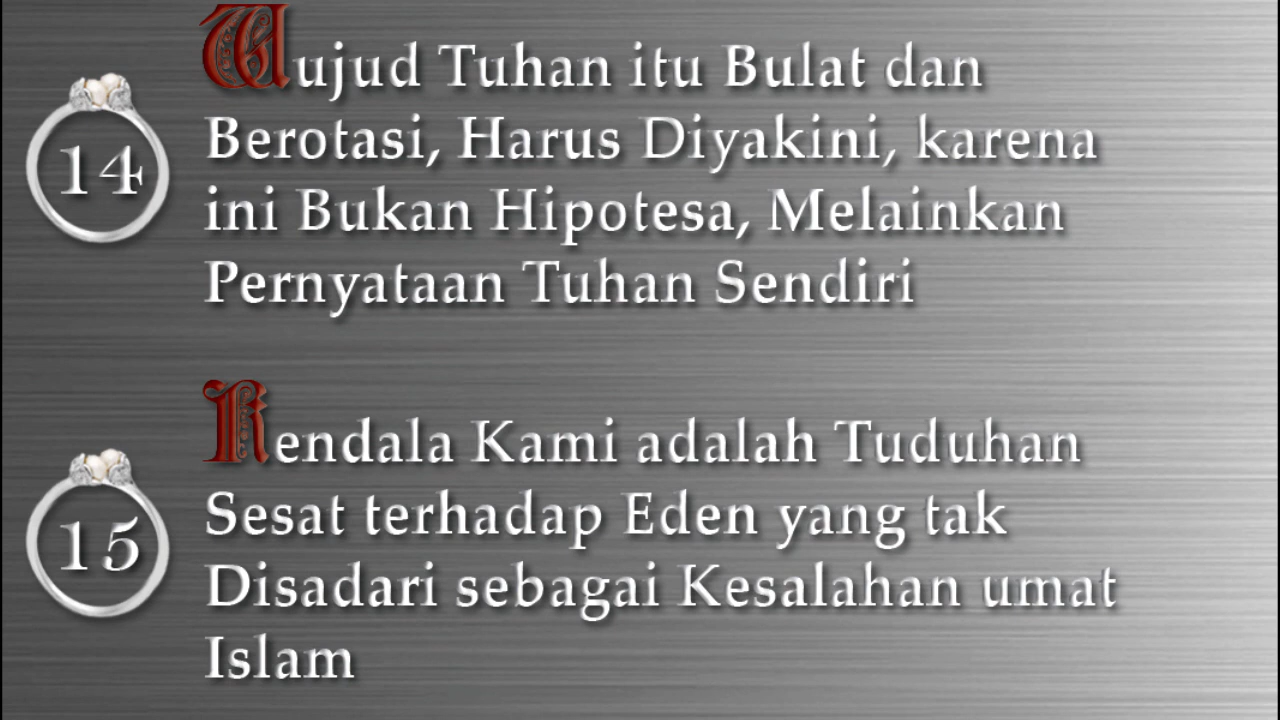 14
Wujud Tuhan itu Bulat dan
Berotasi, Harus Diyakini, karena
ini Bukan Hipotesa, Melainkan
Pernyataan Tuhan Sendiri
15
Kendala Kami adalah Tuduhan
Sesat terhadap Eden yang tak
Disadari sebagai Kesalahan umat
Islam